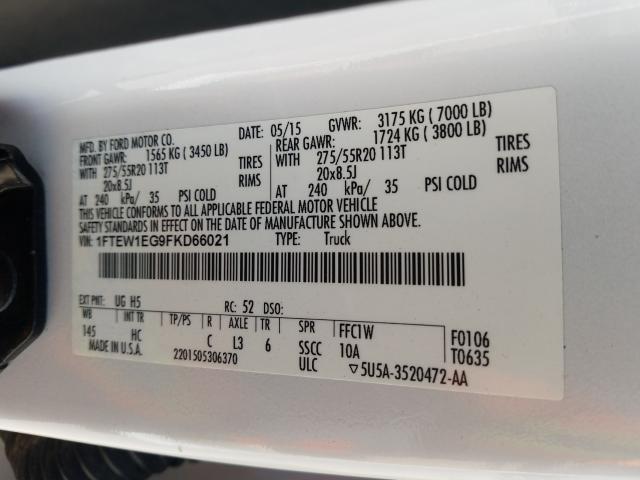 MFD. BY FORD MOTOR CO. DATE: 05/15 GVWR: 3175 KG ( 7000 LB)
FRONT GAWR: 1565 KG ( 3450 LB) REAR GAWR: 1724 KG ( 3800 LB)
WITH 275/55R20 113T TIRES WITH 275/55R20 113T TIRES
20x8.5J RIMS 20x8.5J RIMS
AT 240 kPa/ 35 PSI COLD AT 240 kPa/ 35 PSI COLD
THIS VEHICLE CONFORMS TO ALL APPLICABLE FEDERAL MOTOR VEHICLE
SAFETY STANDARDS IN EFFECT ON THE DATE OF MANUFACTURE SHOWN ABOVE.
VIN: 1FTEW1EG9FKD66021 TYPE: Truck
EXT PNT: UG H5 RC: 52 DSO:
WB INT TR TP/PS R AXLE TR SPR FFC1W F0106
145 HC C L3 6 SSCC 10A T0635
MADE IN U.S.A. 2201505306370 ULC ▽5U5A-3520472-AA